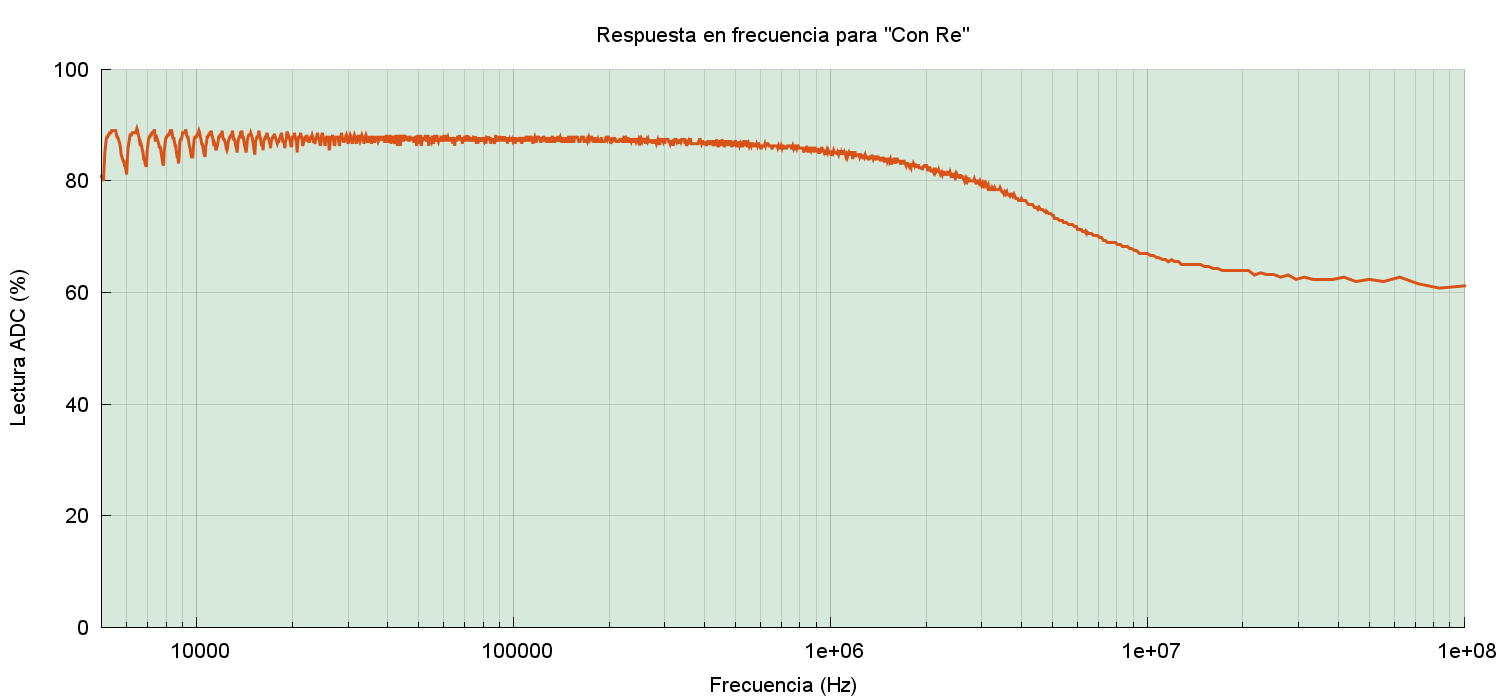 Respuesta en frecuencia para "Con Re"
Lectura ADC (%)
100
80
60
40
20
0
10000
100000
1e+06
1e+07
1e+08
Frecuencia (Hz)